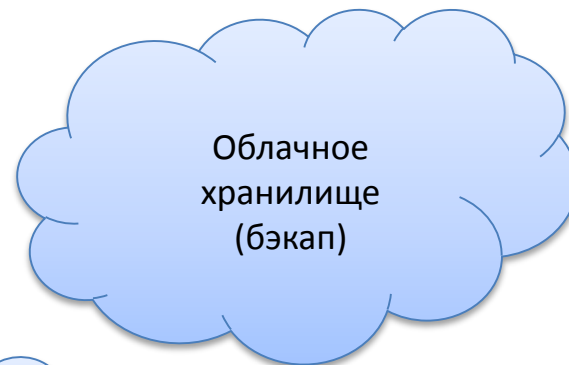 Облачное
хранилище
(бэкап)